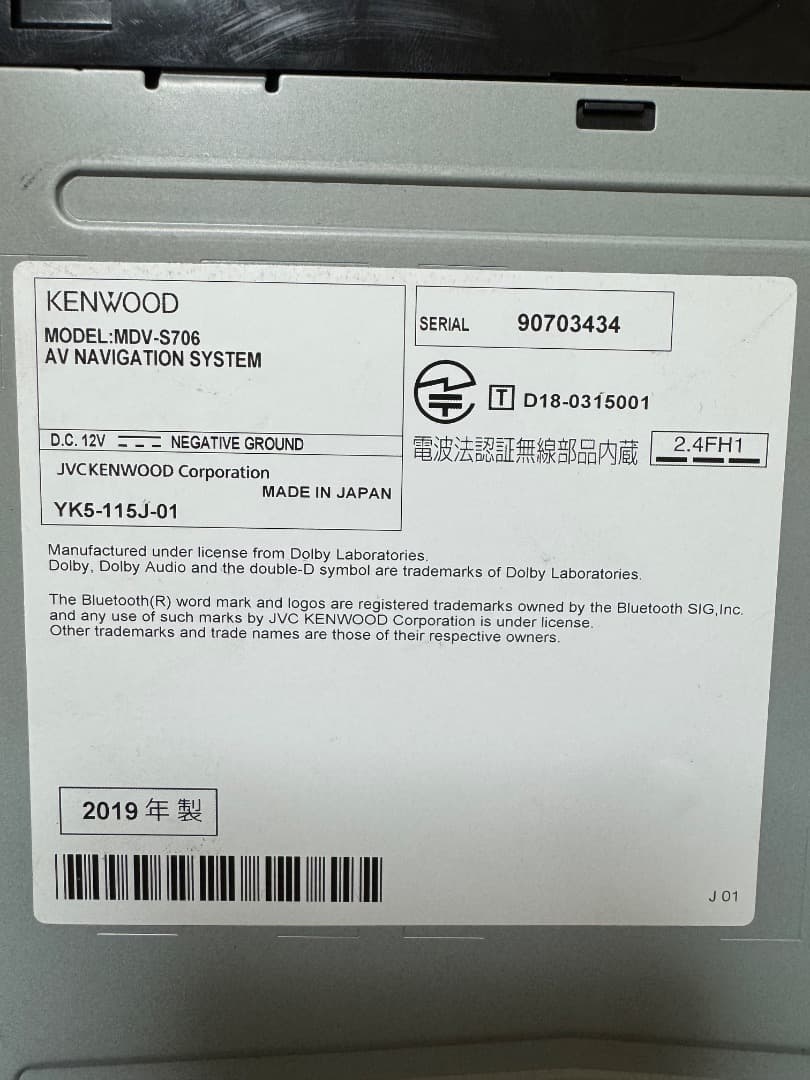 KENWOOD
MODEL:MDV-S706
AV NAVIGATION SYSTEM
D.C. 12V NEGATIVE GROUND
JVCKENWOOD Corporation
MADE IN JAPAN
YK5-115J-01
SERIAL 90703434
T D18-0315001
電波法認証無線部品内蔵 2.4FH1
Manufactured under license from Dolby Laboratories.
Dolby, Dolby Audio and the double-D symbol are trademarks of Dolby Laboratories.
The Bluetooth(R) word mark and logos are registered trademarks owned by the Bluetooth SIG,Inc.
and any use of such marks by JVC KENWOOD Corporation is under license.
Other trademarks and trade names are those of their respective owners.
2019 年 製
J 01